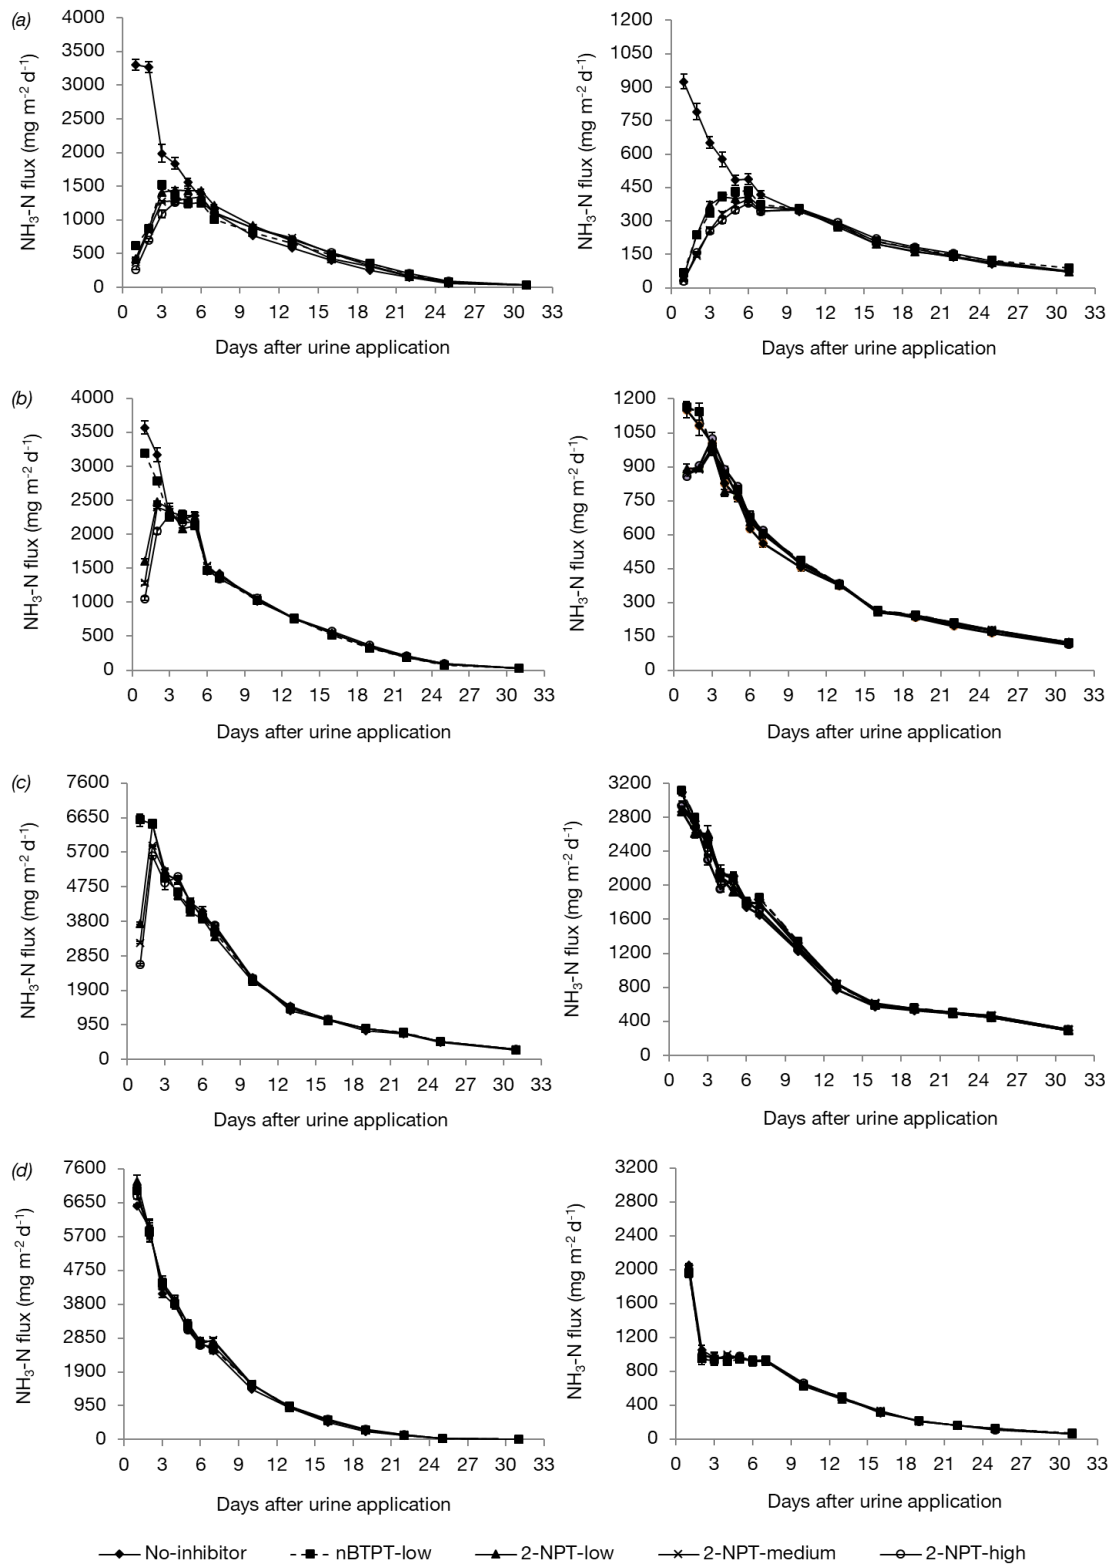 (a)
4000
3500
3000
2500
2000
1500
1000
500
0
NH3-N flux (mg m-2 d-1)
0 3 6 9 12 15 18 21 24 27 30 33
Days after urine application
1200
1050
900
750
600
450
300
150
0
NH3-N flux (mg m-2 d-1)
0 3 6 9 12 15 18 21 24 27 30 33
Days after urine application
(b)
4000
3500
3000
2500
2000
1500
1000
500
0
NH3-N flux (mg m-2 d-1)
0 3 6 9 12 15 18 21 24 27 30 33
Days after urine application
1200
1050
900
750
600
450
300
150
0
NH3-N flux (mg m-2 d-1)
0 3 6 9 12 15 18 21 24 27 30 33
Days after urine application
(c)
7600
6650
5700
4750
3800
2850
1900
950
0
NH3-N flux (mg m-2 d-1)
0 3 6 9 12 15 18 21 24 27 30 33
Days after urine application
3200
2800
2400
2000
1600
1200
800
400
0
NH3-N flux (mg m-2 d-1)
0 3 6 9 12 15 18 21 24 27 30 33
Days after urine application
(d)
7600
6650
5700
4750
3800
2850
1900
950
0
NH3-N flux (mg m-2 d-1)
0 3 6 9 12 15 18 21 24 27 30 33
Days after urine application
3200
2800
2400
2000
1600
1200
800
400
0
NH3-N flux (mg m-2 d-1)
0 3 6 9 12 15 18 21 24 27 30 33
Days after urine application
No-inhibitor nBTPT-low 2-NPT-low 2-NPT-medium 2-NPT-high